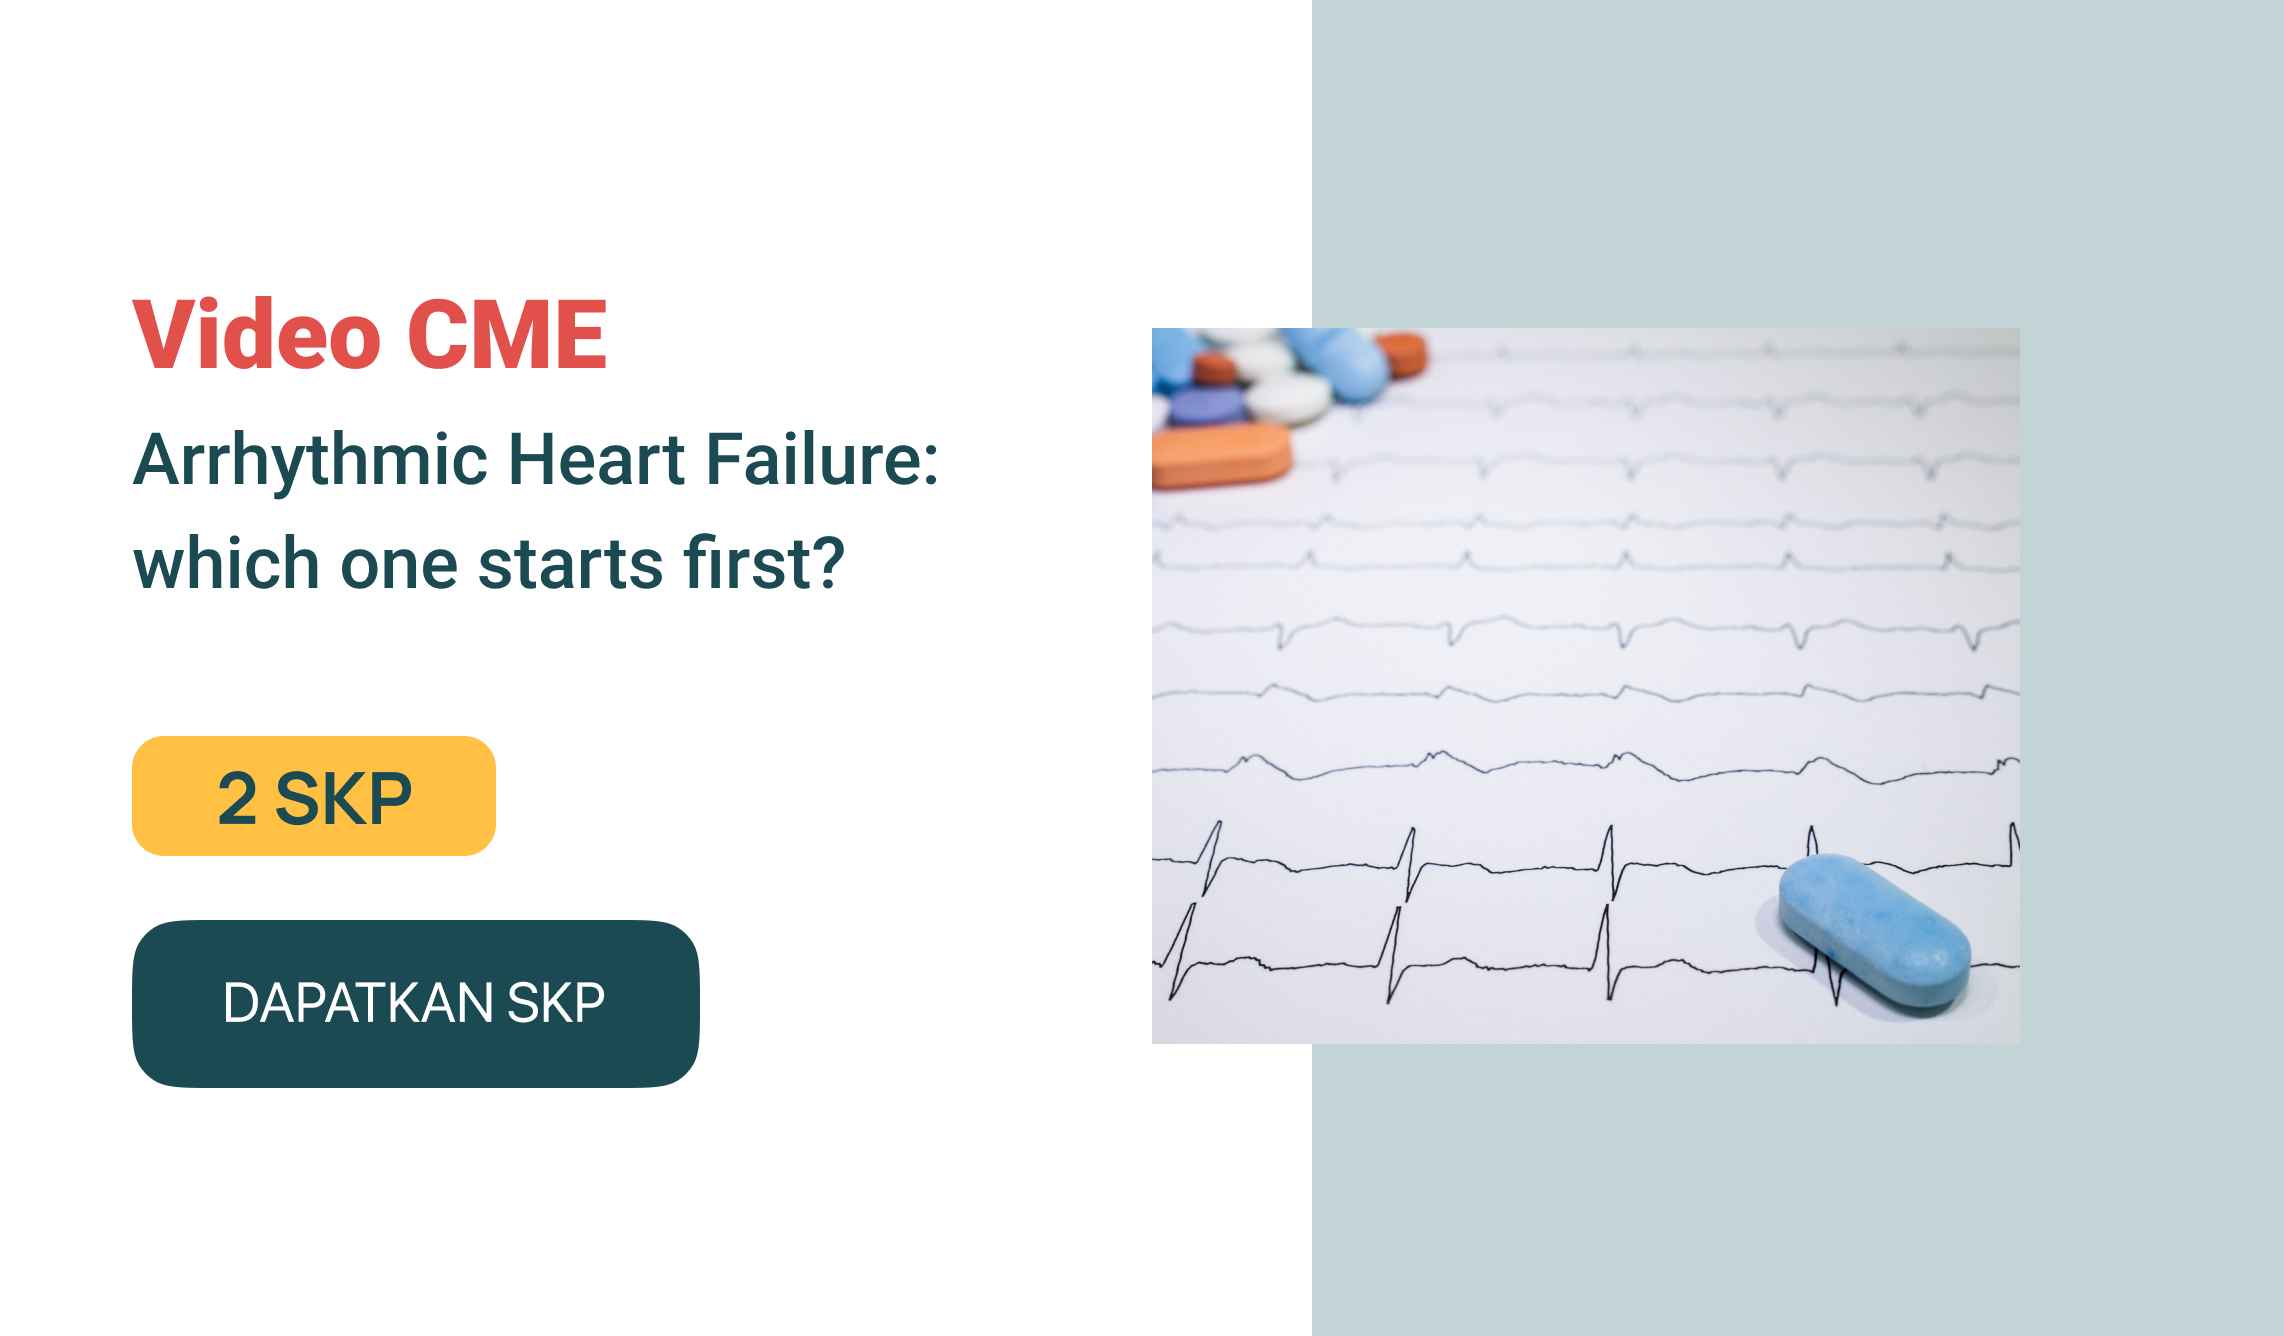 Video CME
Arrhythmic Heart Failure:
which one starts first?
2 SKP
DAPATKAN SKP